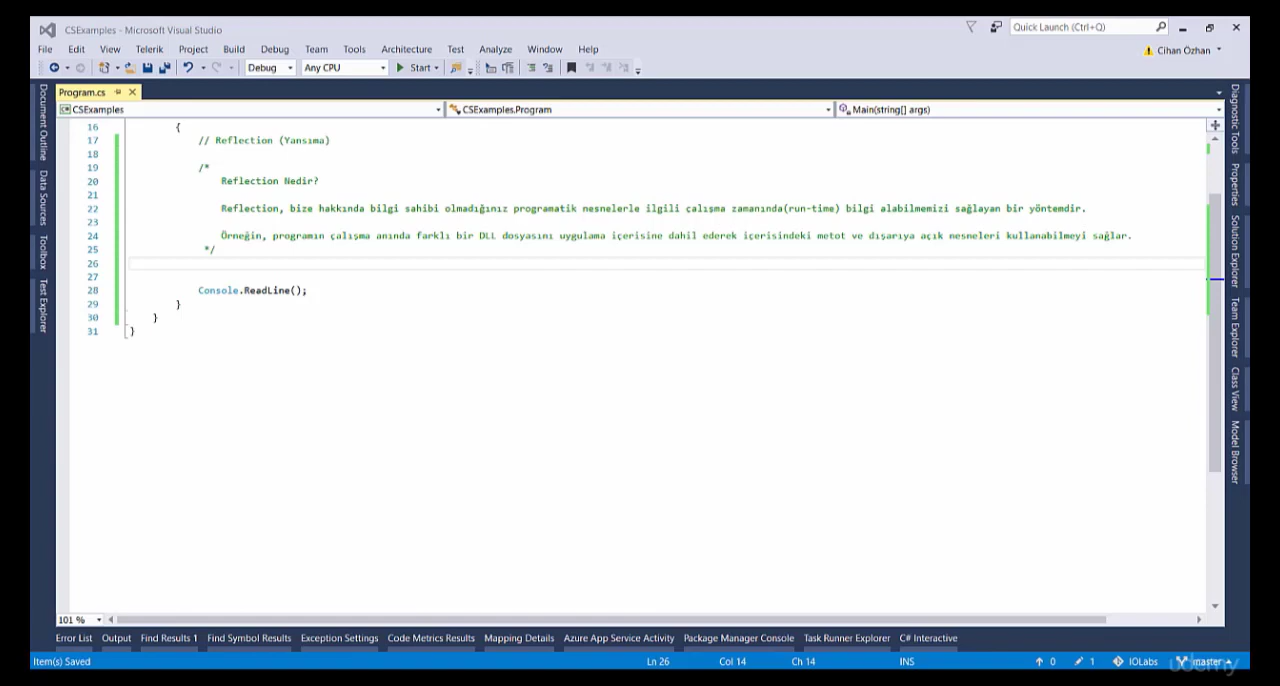 CSExamples - Microsoft Visual Studio
Quick Launch (Ctrl+Q)
File Edit View Telerik Project Build Debug Team Tools Architecture Test Analyze Window Help
Cihan Özhan
Debug Any CPU Start
Program.cs
CSExamples CSExamples.Program Main(string[] args)
16 {
17 // Reflection (Yansıma)
18
19 /*
20 Reflection Nedir?
21
22 Reflection, bize hakkında bilgi sahibi olmadığınız programatik nesnelerle ilgili çalışma zamanında(run-time) bilgi alabilmemizi sağlayan bir yöntemdir.
23
24 Örneğin, programın çalışma anında farklı bir DLL dosyasını uygulama içerisine dahil ederek içerisindeki metot ve dışarıya açık nesneleri kullanabilmeyi sağlar.
25 */
26
27
28 Console.ReadLine();
29 }
30 }
31 }
Document Outline
Data Sources
Toolbox
Test Explorer
Diagnostic Tools
Properties
Solution Explorer
Team Explorer
Class View
Model Browser
101 %
Error List Output Find Results 1 Find Symbol Results Exception Settings Code Metrics Results Mapping Details Azure App Service Activity Package Manager Console Task Runner Explorer C# Interactive
Item(s) Saved Ln 26 Col 14 Ch 14 INS 0 1 IOLabs master
udemy